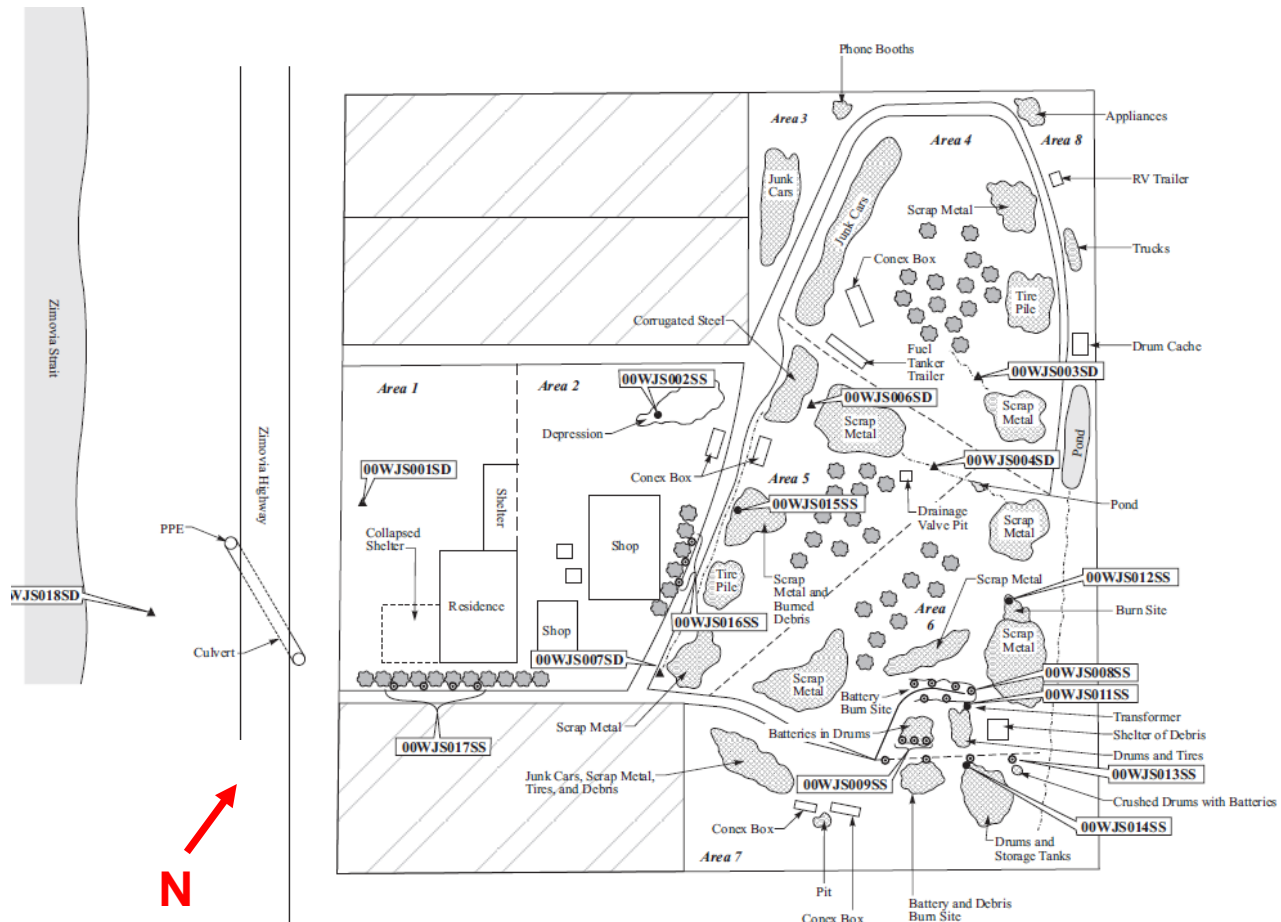 Phone Booths
Area 3
Area 4
Appliances
Area 8
Junk
Cars
Junk Cars
RV Trailer
Scrap Metal
Trucks
Conex Box
Tire
Pile
Corrugated Steel
Fuel
Tanker
Trailer
Drum Cache
Zimovia Strait
Zimovia Highway
Area 1
Area 2
00WJS002SS
00WJS003SD
00WJS006SD
Scrap
Metal
Scrap
Metal
Depression
Pond
Conex Box
00WJS001SD
00WJS004SD
Area 5
Shelter
00WJS015SS
Drainage
Valve Pit
Pond
PPE
Collapsed
Shelter
Shop
Scrap
Metal
Scrap Metal
00WJS012SS
Tire
Pile
Scrap
Metal and
Burned
Debris
Area
6
Burn Site
WJS018SD
Residence
00WJS016SS
Shop
Scrap
Metal
Culvert
00WJS007SD
00WJS008SS
Scrap
Metal
Battery
Burn Site
00WJS011SS
Transformer
Scrap Metal
Batteries in Drums
Shelter of Debris
00WJS017SS
Drums and Tires
Junk Cars, Scrap Metal,
Tires, and Debris
00WJS009SS
00WJS013SS
Crushed Drums with Batteries
Conex Box
00WJS014SS
Drums and
Storage Tanks
Area 7
N
Pit
Conex Box
Battery and Debris
Burn Site